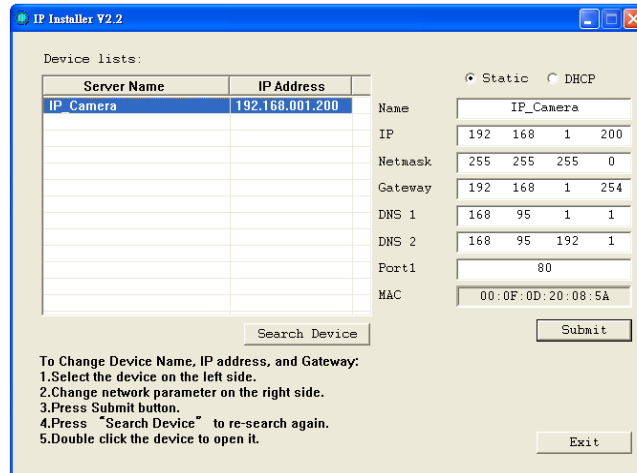 IP Installer V2.2
Device lists:
Server Name IP Address
IP_Camera 192.168.001.200
Search Device
To Change Device Name, IP address, and Gateway:
1.Select the device on the left side.
2.Change network parameter on the right side.
3.Press Submit button.
4.Press “Search Device” to re-search again.
5.Double click the device to open it.
Static DHCP
Name IP_Camera
IP 192 168 1 200
Netmask 255 255 255 0
Gateway 192 168 1 254
DNS 1 168 95 1 1
DNS 2 168 95 192 1
Port1 80
MAC 00:0F:0D:20:08:5A
Submit
Exit